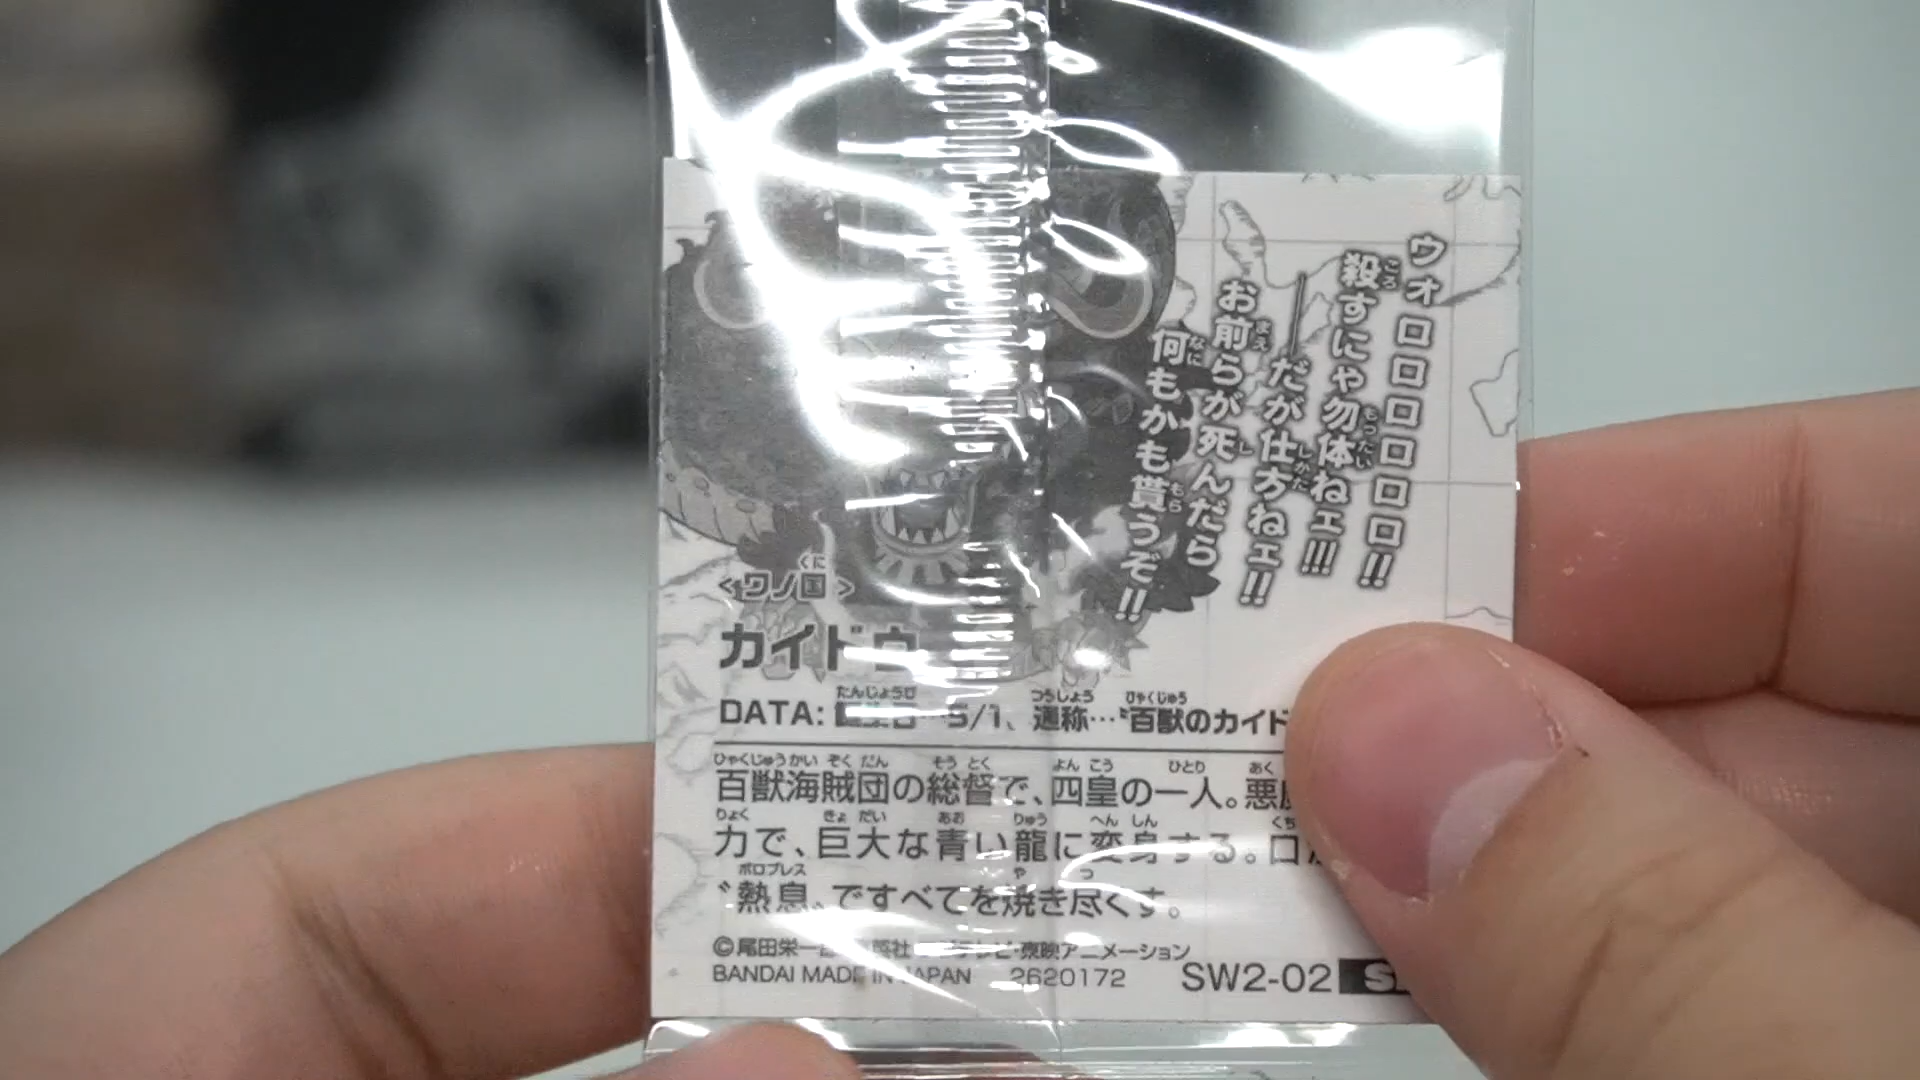 ウオロロロロロロ!!
殺すにゃ勿体ねェ!!!
―だが仕方ねェ!!
お前らが死んだら
何もかも貰うぞ!!
<ワノ国>
カイドウ
DATA: 5/1、通称…“百獣のカイド
百獣海賊団の総督で、四皇の一人。悪
力で、巨大な青い龍に変身する。口
“熱息”ですべてを焼き尽くす。
©尾田栄一 ・東映アニメーション
BANDAI MADE IN JAPAN 2620172 SW2-02